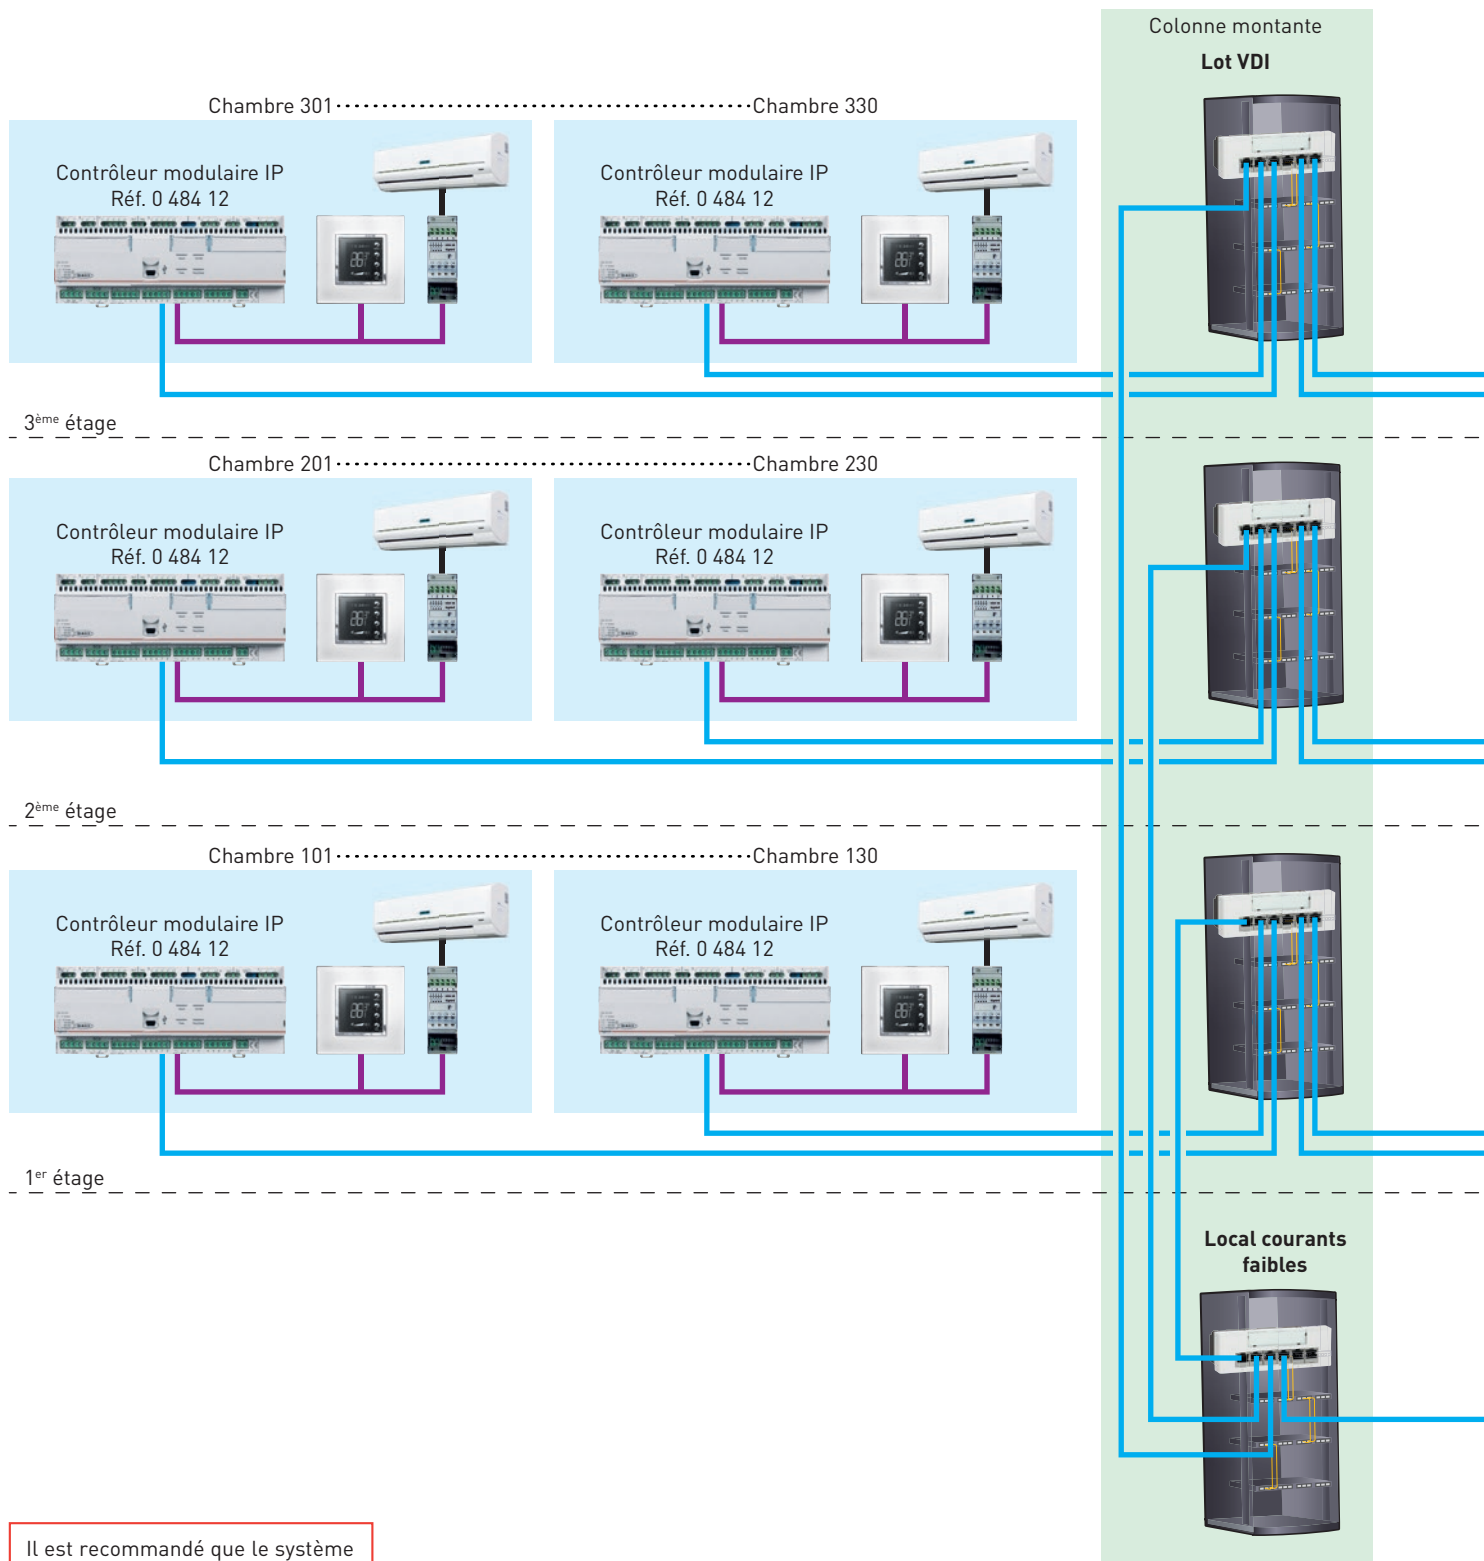 Colonne montante
Lot VDI
Chambre 301 ........ Chambre 330
Contrôleur modulaire IP
Réf. 0 484 12
Contrôleur modulaire IP
Réf. 0 484 12
3ème étage
Chambre 201 ........ Chambre 230
Contrôleur modulaire IP
Réf. 0 484 12
Contrôleur modulaire IP
Réf. 0 484 12
2ème étage
Chambre 101 ........ Chambre 130
Contrôleur modulaire IP
Réf. 0 484 12
Contrôleur modulaire IP
Réf. 0 484 12
1er étage
Local courants
faibles
Il est recommandé que le système